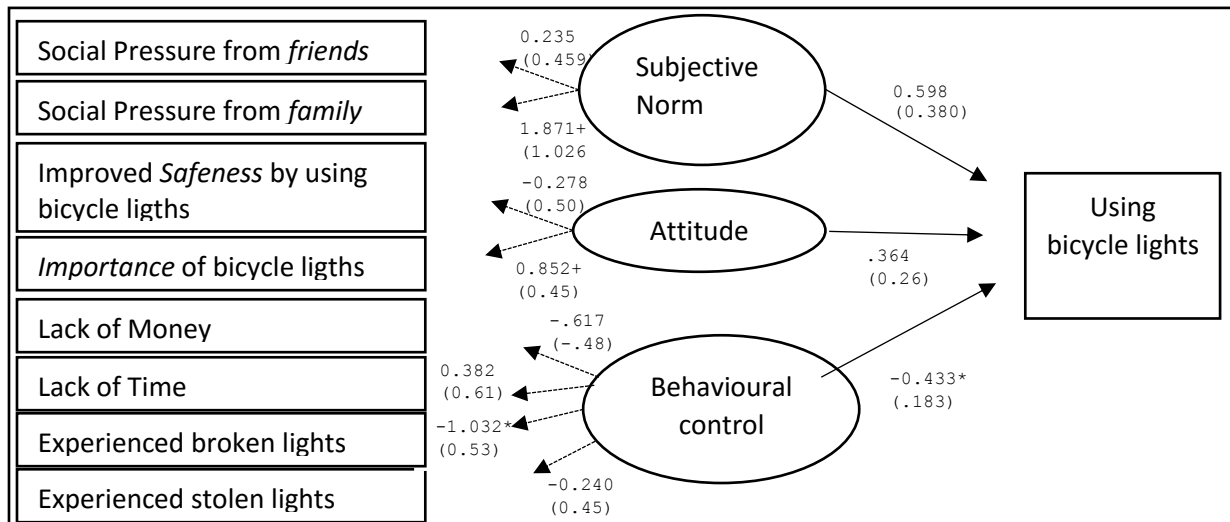 Social Pressure from friends
Social Pressure from family
Improved Safeness by using
bicycle ligths
Importance of bicycle ligths
Lack of Money
Lack of Time
Experienced broken lights
Experienced stolen lights
0.235
(0.459)
1.871+
(1.026
-0.278
(0.50)
0.852+
(0.45)
-.617
(-.48)
0.382
(0.61)
-1.032*
(0.53)
-0.240
(0.45)
Subjective
Norm
Attitude
Behavioural
control
0.598
(0.380)
.364
(0.26)
-0.433*
(.183)
Using
bicycle lights